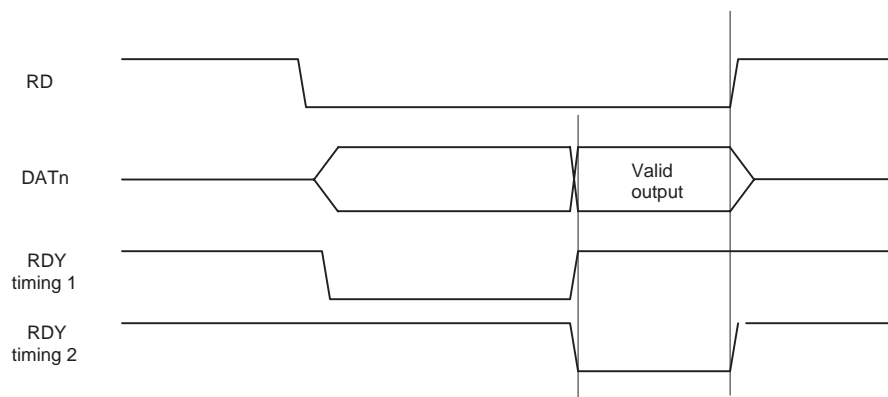 RD
DATn
Valid
output
RDY
timing 1
RDY
timing 2